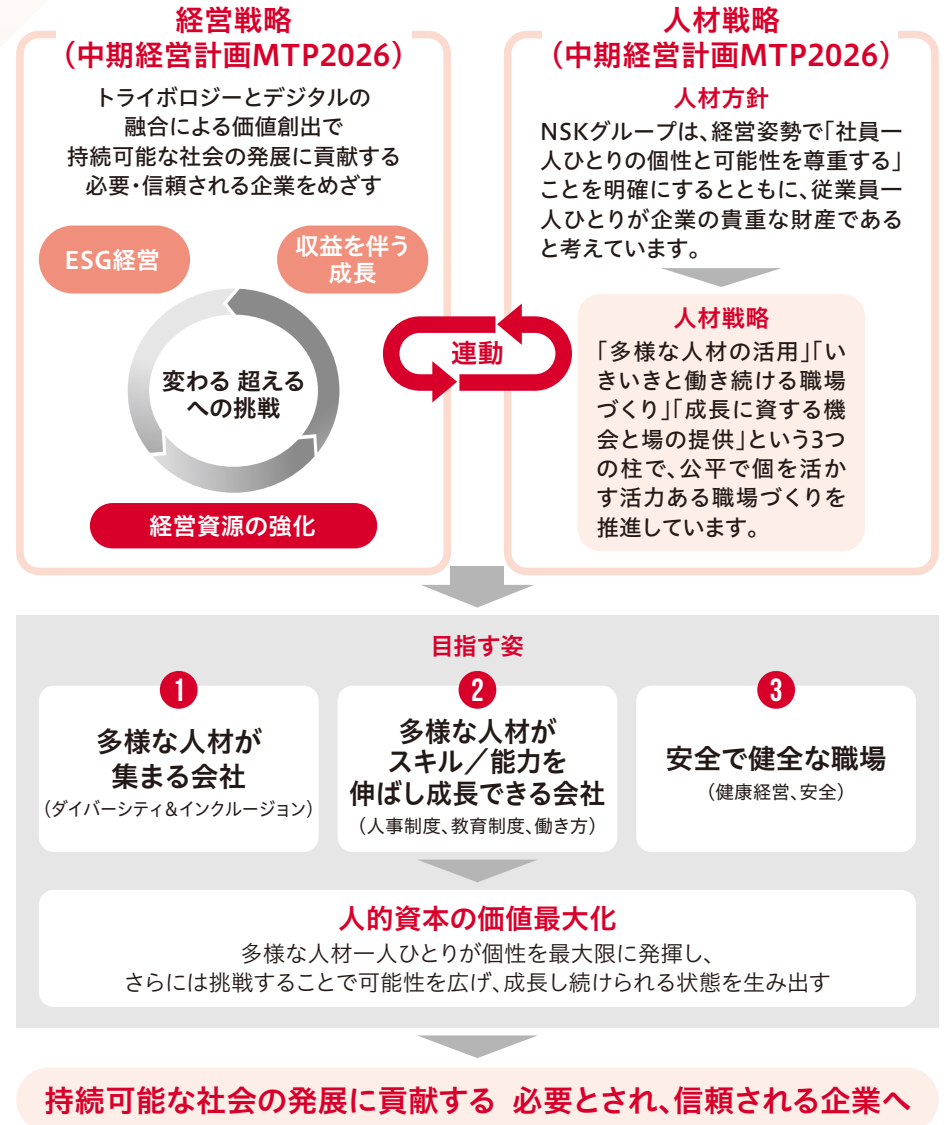 経営戦略
（中期経営計画MTP2026）
トライボロジーとデジタルの
融合による価値創出で
持続可能な社会の発展に貢献する
必要・信頼される企業をめざす
ESG経営
収益を伴う
成長
変わる 超える
への挑戦
経営資源の強化
連動
人材戦略
（中期経営計画MTP2026）
人材方針
NSKグループは、経営姿勢で「社員一
人ひとりの個性と可能性を尊重する」
ことを明確にするとともに、従業員一
人ひとりが企業の貴重な財産である
と考えています。
人材戦略
「多様な人材の活用」「い
きいきと働き続ける職場
づくり」「成長に資する機
会と場の提供」という3つ
の柱で、公平で個を活か
す活力ある職場づくりを
推進しています。
目指す姿
1
多様な人材が
集まる会社
（ダイバーシティ&インクルージョン）
2
多様な人材が
スキル／能力を
伸ばし成長できる会社
（人事制度、教育制度、働き方）
3
安全で健全な職場
（健康経営、安全）
人的資本の価値最大化
多様な人材一人ひとりが個性を最大限に発揮し、
さらには挑戦することで可能性を広げ、成長し続けられる状態を生み出す
持続可能な社会の発展に貢献する 必要とされ、信頼される企業へ